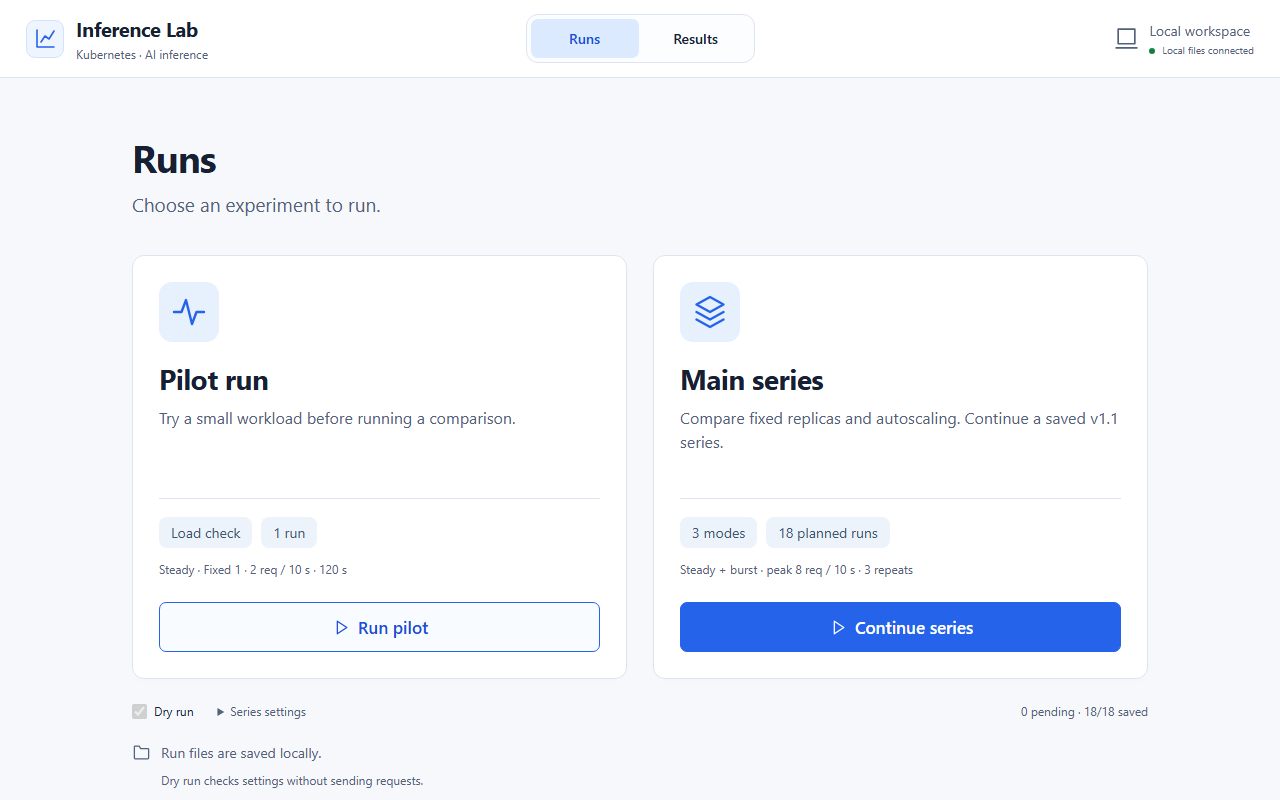 Inference Lab
Kubernetes · AI inference
Runs
Results
Local workspace
Local files connected
Runs
Choose an experiment to run.
Pilot run
Try a small workload before running a comparison.
Load check
1 run
Steady · Fixed 1 · 2 req / 10 s · 120 s
Run pilot
Main series
Compare fixed replicas and autoscaling. Continue a saved v1.1
series.
3 modes
18 planned runs
Steady + burst · peak 8 req / 10 s · 3 repeats
Continue series
Dry run
Series settings
0 pending · 18/18 saved
Run files are saved locally.
Dry run checks settings without sending requests.